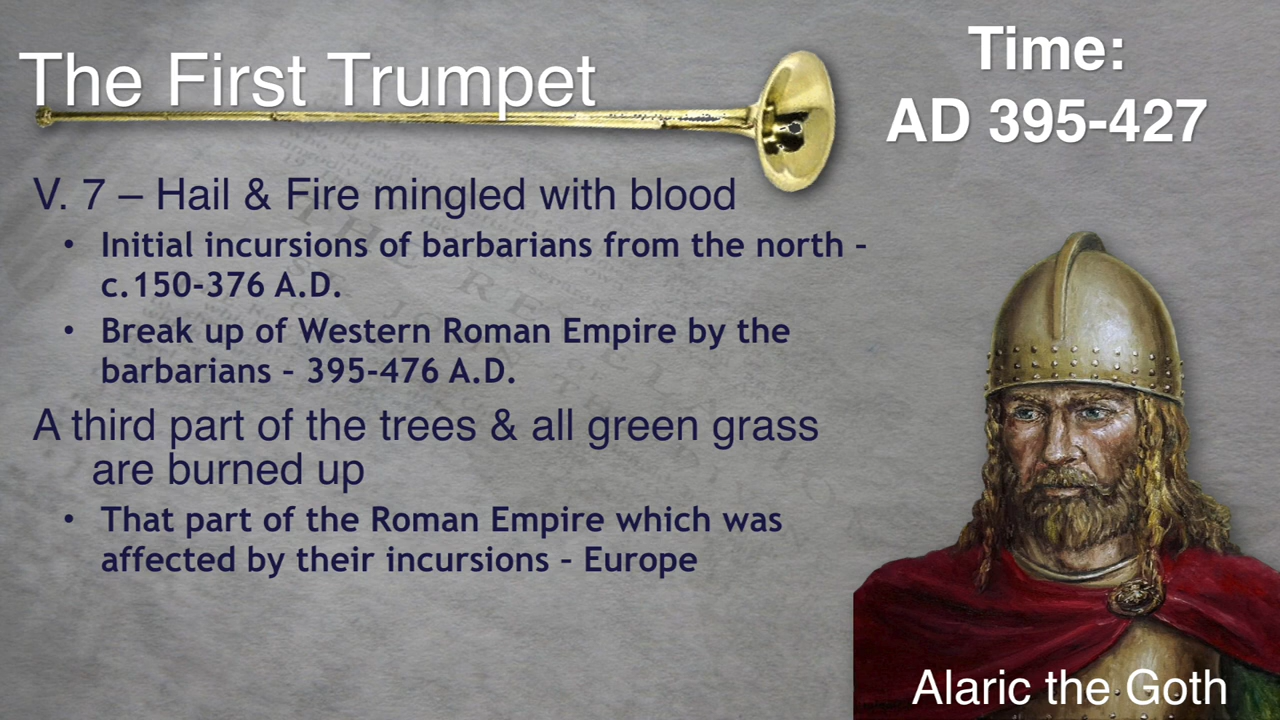 The First Trumpet
Time:
AD 395-427
V. 7 – Hail & Fire mingled with blood
• Initial incursions of barbarians from the north –
c.150-376 A.D.
• Break up of Western Roman Empire by the
barbarians – 395-476 A.D.
A third part of the trees & all green grass
are burned up
• That part of the Roman Empire which was
affected by their incursions – Europe
Alaric the Goth